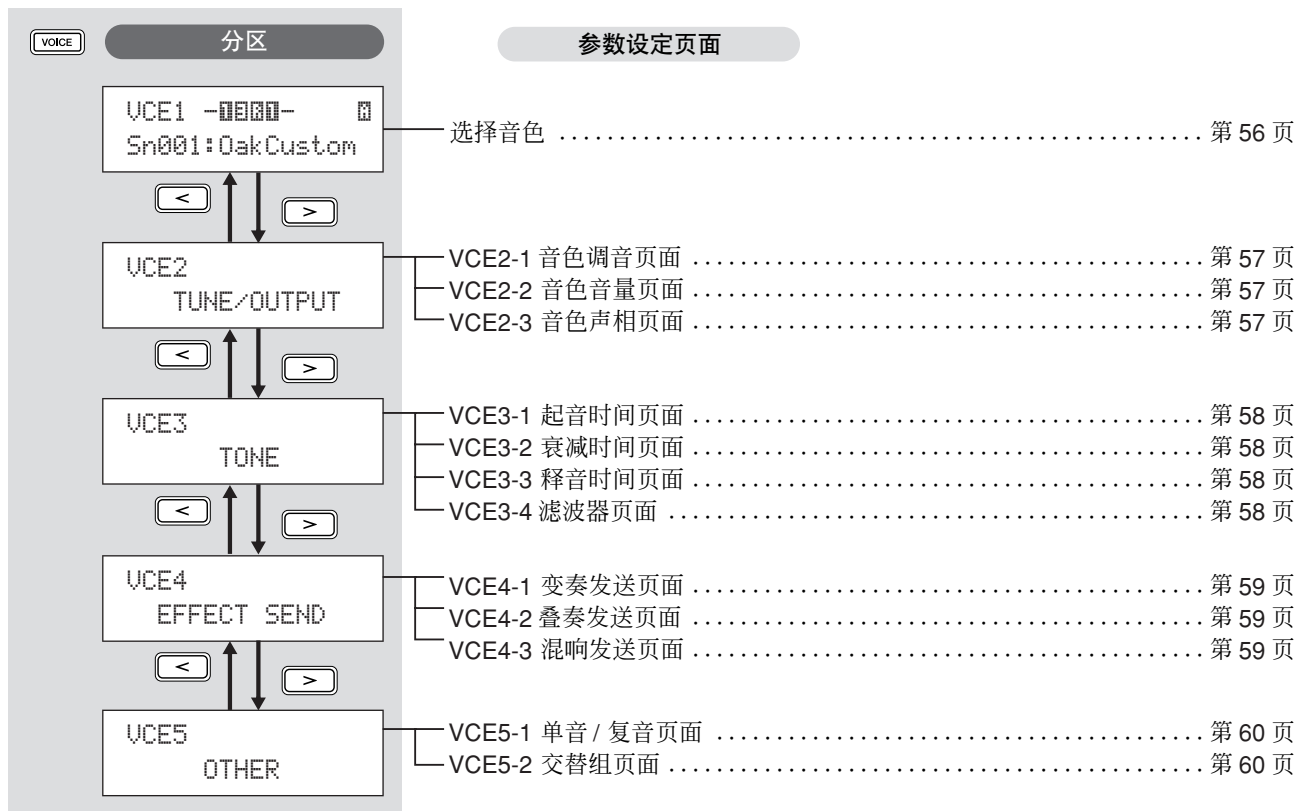 VOICE 分区 参数设定页面
VCE1 -
Sn001:OakCustom
选择音色 ........................................................ 第 56 页
< >
VCE2
TUNE/OUTPUT
VCE2-1 音色调音页面 ............................................ 第 57 页
VCE2-2 音色音量页面 ............................................ 第 57 页
VCE2-3 音色声相页面 ............................................ 第 57 页
< >
VCE3
TONE
VCE3-1 起音时间页面 ............................................ 第 58 页
VCE3-2 衰减时间页面 ............................................ 第 58 页
VCE3-3 释音时间页面 ............................................ 第 58 页
VCE3-4 滤波器页面 .............................................. 第 58 页
< >
VCE4
EFFECT SEND
VCE4-1 变奏发送页面 ............................................ 第 59 页
VCE4-2 叠奏发送页面 ............................................ 第 59 页
VCE4-3 混响发送页面 ............................................ 第 59 页
< >
VCE5
OTHER
VCE5-1 单音 / 复音页面 .......................................... 第 60 页
VCE5-2 交替组页面 .............................................. 第 60 页